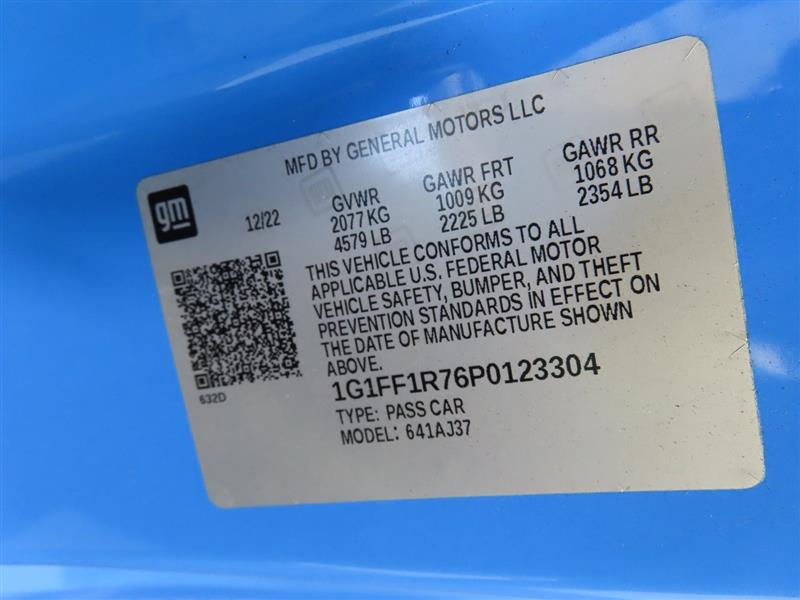 MFD BY GENERAL MOTORS LLC
gm
12/22
GVWR
2077 KG
4579 LB
GAWR FRT
1009 KG
2225 LB
GAWR RR
1068 KG
2354 LB
THIS VEHICLE CONFORMS TO ALL
APPLICABLE U.S. FEDERAL MOTOR
VEHICLE SAFETY, BUMPER, AND THEFT
PREVENTION STANDARDS IN EFFECT ON
THE DATE OF MANUFACTURE SHOWN
ABOVE.
1G1FF1R76P0123304
TYPE: PASS CAR
MODEL: 641AJ37
632D